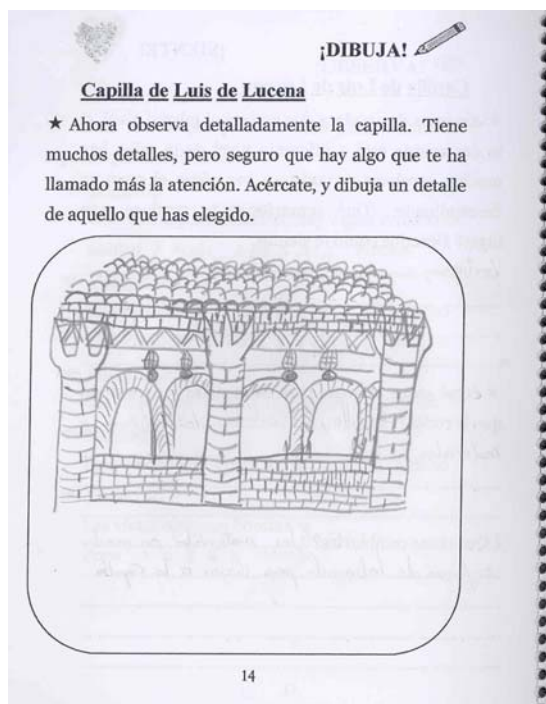 ¡DIBUJA!
Capilla de Luis de Lucena
★ Ahora observa detalladamente la capilla. Tiene
muchos detalles, pero seguro que hay algo que te ha
llamado más la atención. Acércate, y dibuja un detalle
de aquello que has elegido.
14